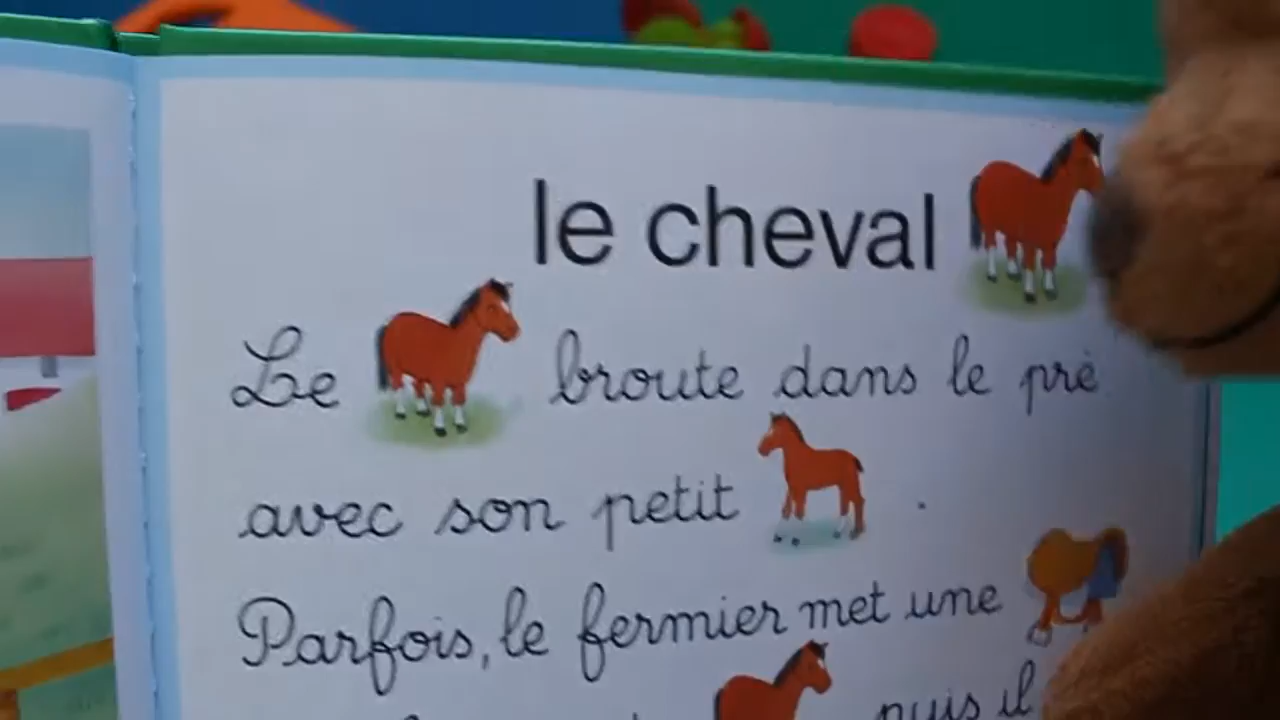 le cheval
Le broute dans le pré
avec son petit .
Parfois, le fermier met une
puis il